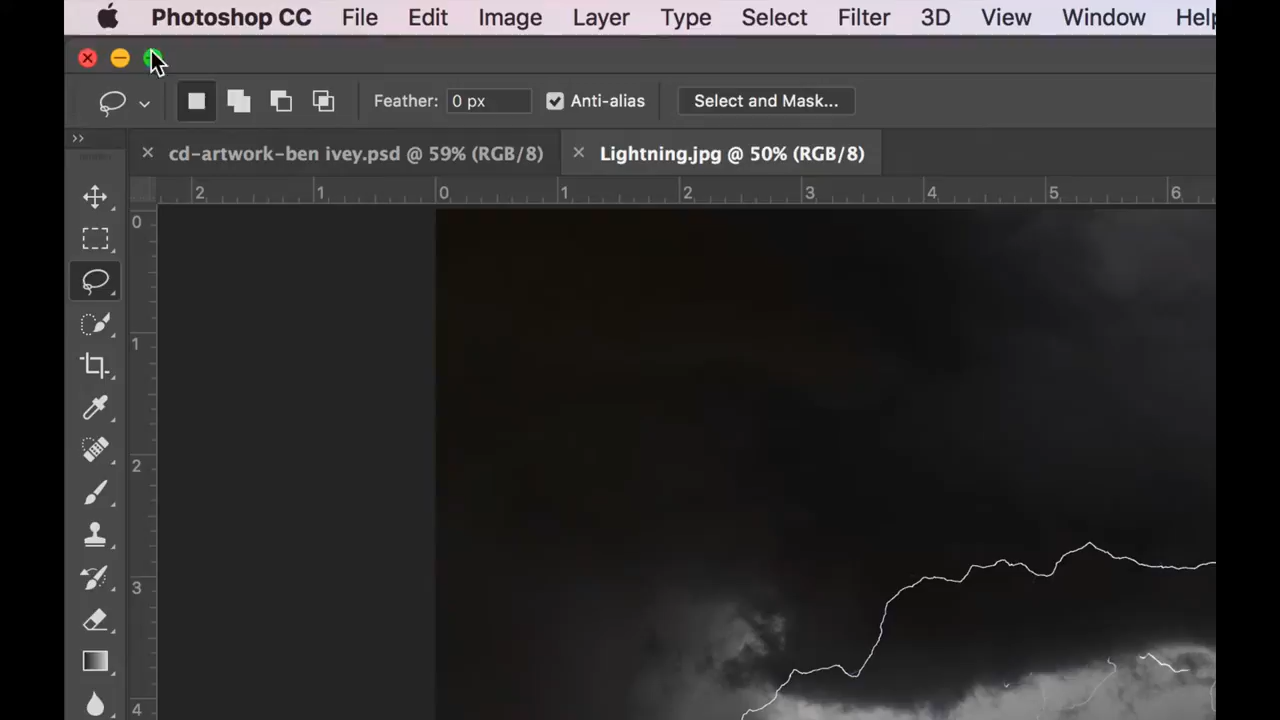 Photoshop CC File Edit Image Layer Type Select Filter 3D View Window Help
Feather: 0 px Anti-alias Select and Mask...
cd-artwork-ben ivey.psd @ 59% (RGB/8) Lightning.jpg @ 50% (RGB/8)
2 1 0 1 2 3 4 5 6
0
1
2
3
4